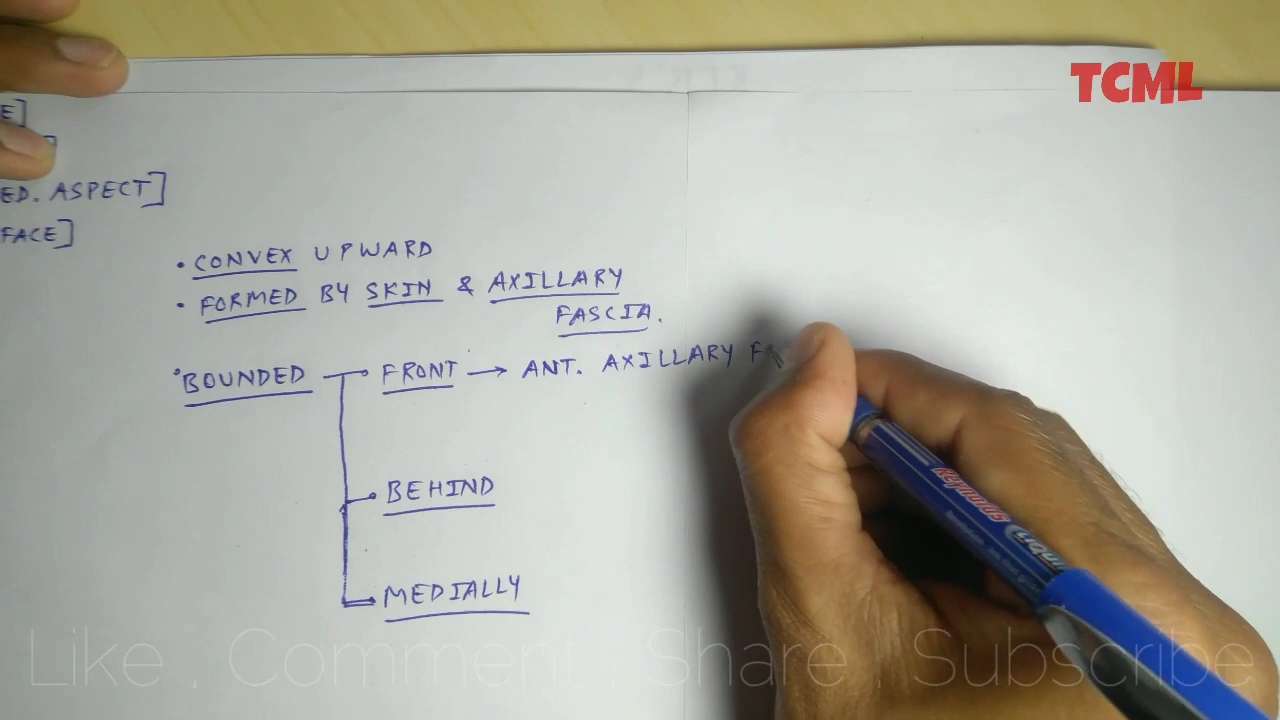 TCML
E]
ED. ASPECT]
FACE]
• CONVEX UPWARD
• FORMED BY SKIN & AXILLARY
FASCIA.
• BOUNDED FRONT → ANT. AXILLARY F
BEHIND
MEDIALLY
Reynolds
Like , Comment , Share , Subscribe